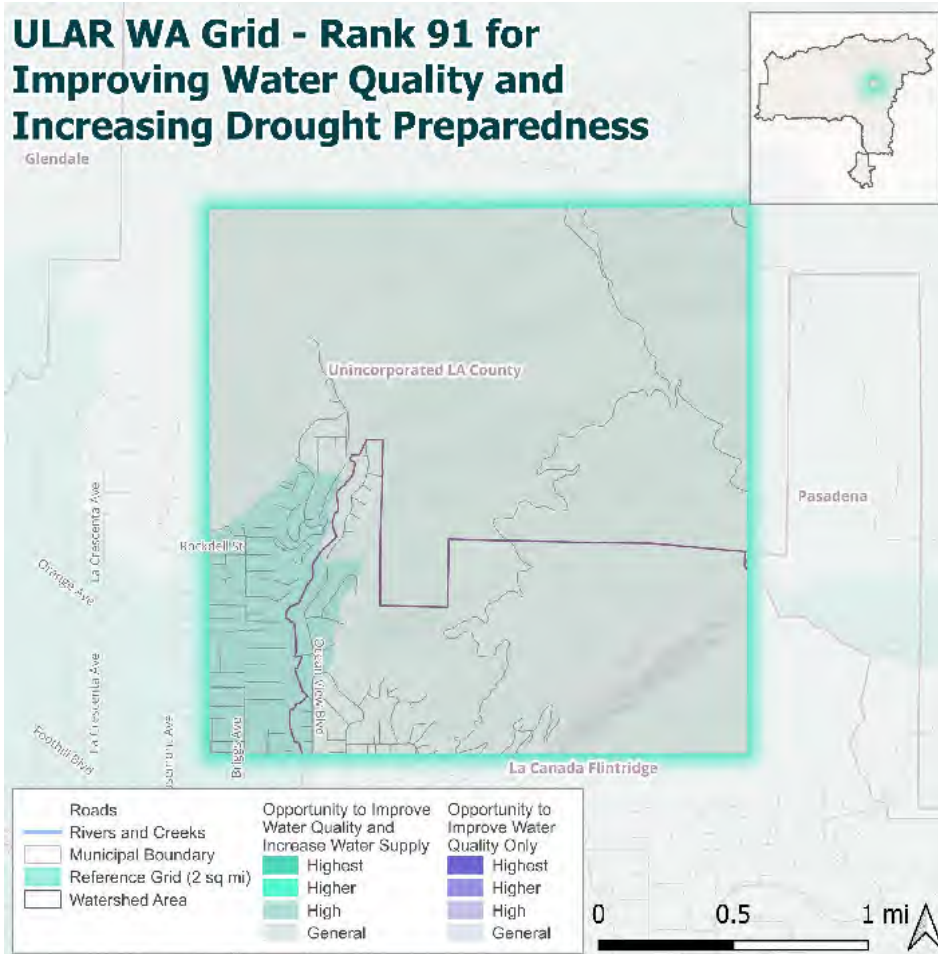 ULAR WA Grid - Rank 91 for
Improving Water Quality and
Increasing Drought Preparedness
Glendale
Unincorporated LA County
Pasadena
La Crescenta Ave
Rockdell St
Orange Ave
La Crescenta Ave
Ocean View Blvd
Briggs Ave
Foothill Blvd
La Canada Flintridge
Roads
Rivers and Creeks
Municipal Boundary
Reference Grid (2 sq mi)
Watershed Area
Opportunity to Improve
Water Quality and
Increase Water Supply
Highest
Higher
High
General
Opportunity to
Improve Water
Quality Only
Highest
Higher
High
General
0 0.5 1 mi